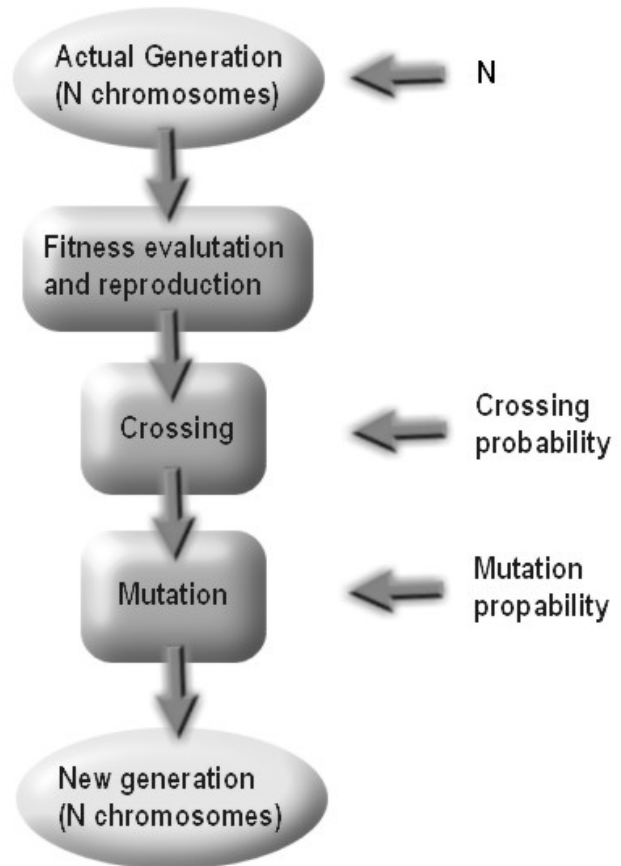 Actual Generation
(N chromosomes)
N
Fitness evalutation
and reproduction
Crossing
Crossing
probability
Mutation
Mutation
propability
New generation
(N chromosomes)